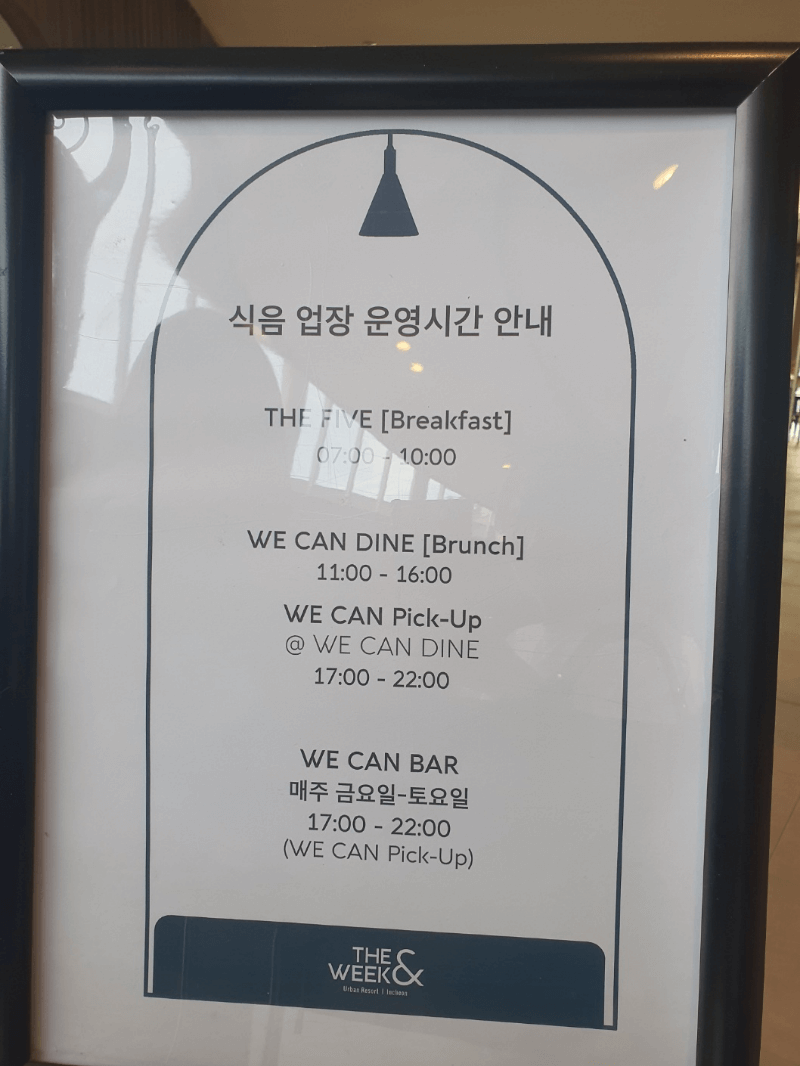 식음 업장 운영시간 안내
THE FIVE [Breakfast]
07:00 - 10:00
WE CAN DINE [Brunch]
11:00 - 16:00
WE CAN Pick-Up
@ WE CAN DINE
17:00 - 22:00
WE CAN BAR
매주 금요일-토요일
17:00 - 22:00
(WE CAN Pick-Up)
THE
WEEK&
Urban Resort | Incheon